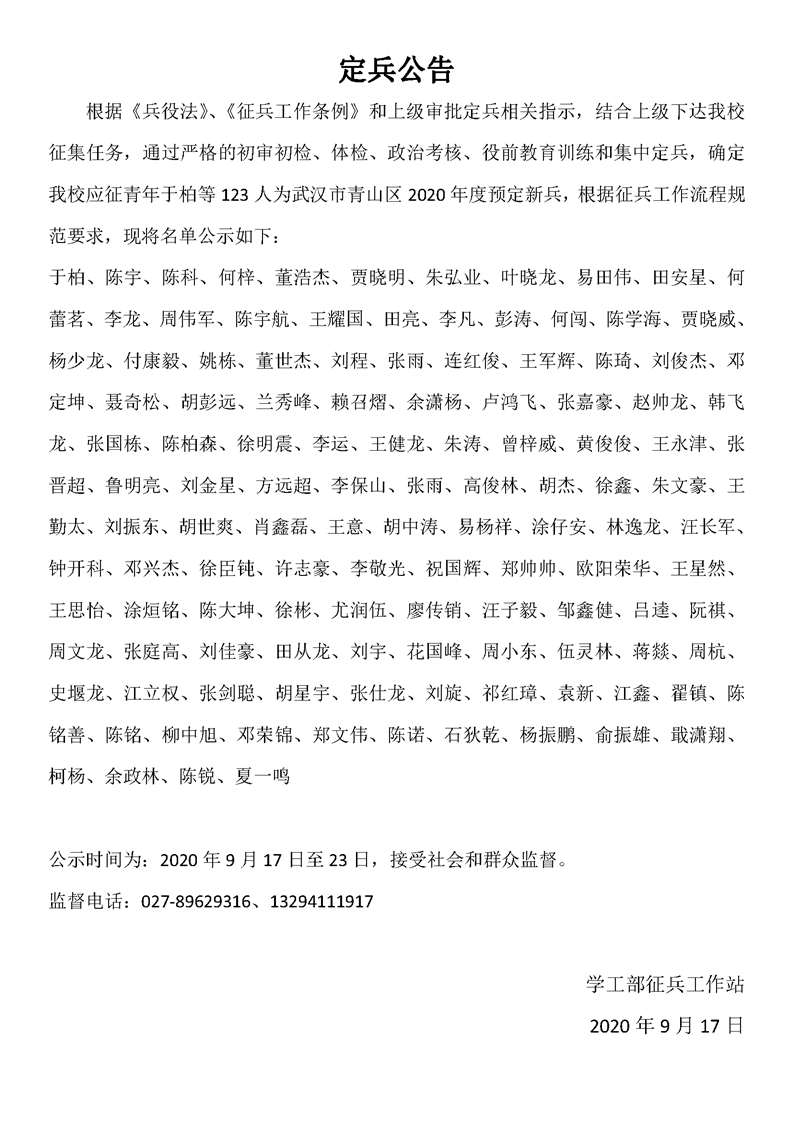 定兵公告
根据《兵役法》、《征兵工作条例》和上级审批定兵相关指示，结合上级下达我校
征集任务，通过严格的初审初检、体检、政治考核、役前教育训练和集中定兵，确定
我校应征青年于柏等 123 人为武汉市青山区 2020 年度预定新兵，根据征兵工作流程规
范要求，现将名单公示如下：
于柏、陈宇、陈科、何梓、董浩杰、贾晓明、朱弘业、叶晓龙、易田伟、田安星、何
蕾茗、李龙、周伟军、陈宇航、王耀国、田亮、李凡、彭涛、何闯、陈学海、贾晓威、
杨少龙、付康毅、姚栋、董世杰、刘程、张雨、连红俊、王军辉、陈琦、刘俊杰、邓
定坤、聂奇松、胡彭远、兰秀峰、赖召熠、余潇杨、卢鸿飞、张嘉豪、赵帅龙、韩飞
龙、张国栋、陈柏森、徐明震、李运、王健龙、朱涛、曾梓威、黄俊俊、王永津、张
晋超、鲁明亮、刘金星、方远超、李保山、张雨、高俊林、胡杰、徐鑫、朱文豪、王
勤太、刘振东、胡世爽、肖鑫磊、王意、胡中涛、易杨祥、涂仔安、林逸龙、汪长军、
钟开科、邓兴杰、徐臣钝、许志豪、李敬光、祝国辉、郑帅帅、欧阳荣华、王星然、
王思怡、涂烜铭、陈大坤、徐彬、尤润伍、廖传销、汪子毅、邹鑫健、吕逵、阮祺、
周文龙、张庭高、刘佳豪、田从龙、刘宇、花国峰、周小东、伍灵林、蒋燚、周杭、
史堰龙、江立权、张剑聪、胡星宇、张仕龙、刘旋、祁红璋、袁新、江鑫、翟镇、陈
铭善、陈铭、柳中旭、邓荣锦、郑文伟、陈诺、石狄乾、杨振鹏、俞振雄、戢潇翔、
柯杨、余政林、陈锐、夏一鸣
公示时间为：2020 年 9 月 17 日至 23 日，接受社会和群众监督。
监督电话：027-89629316、13294111917
学工部征兵工作站
2020 年 9 月 17 日